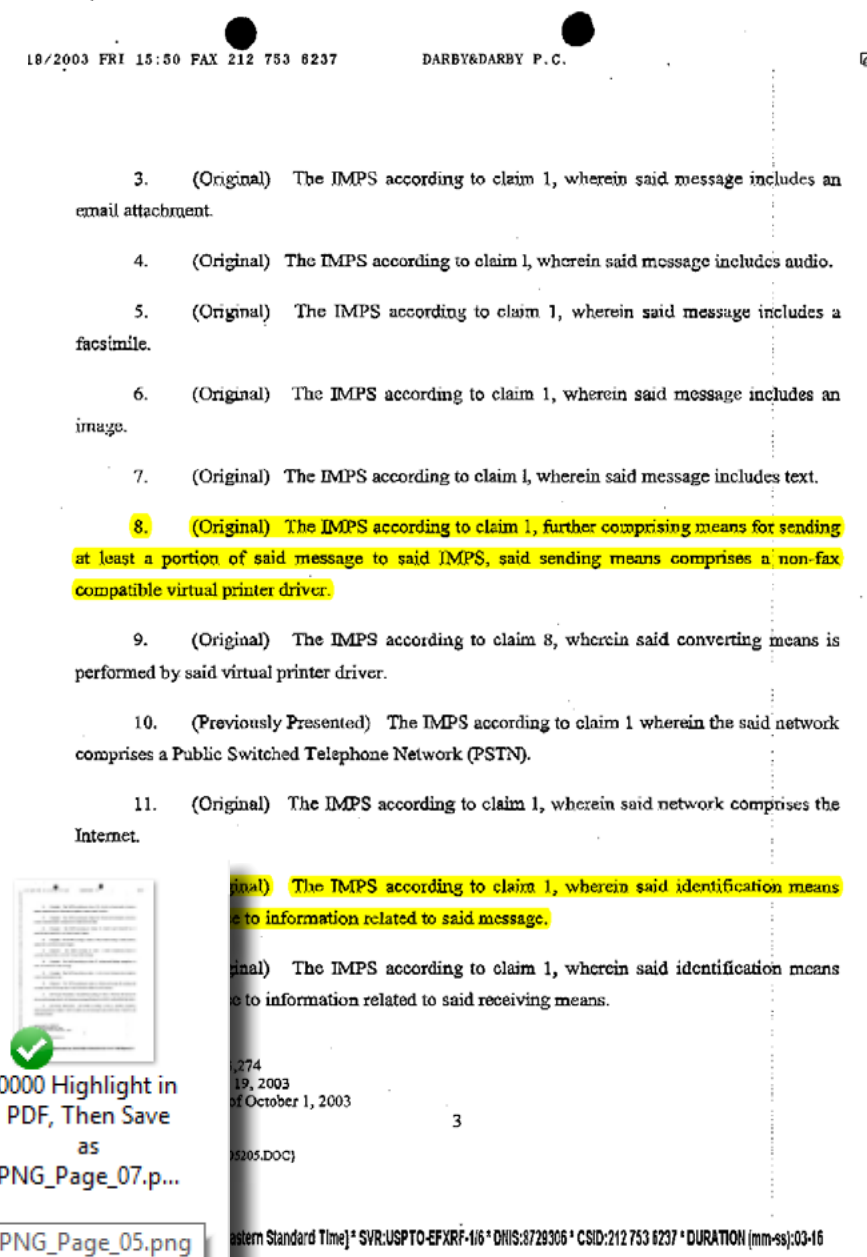 18/2003 FRI 15:50 FAX 212 753 6237 DARBY&DARBY P.C.
3. (Original) The IMPS according to claim 1, wherein said message includes an
email attachment.
4. (Original) The IMPS according to claim 1, wherein said message includes audio.
5. (Original) The IMPS according to claim 1, wherein said message includes a
facsimile.
6. (Original) The IMPS according to claim 1, wherein said message includes an
image.
7. (Original) The IMPS according to claim 1, wherein said message includes text.
8. (Original) The IMPS according to claim 1, further comprising means for sending
at least a portion of said message to said IMPS, said sending means comprises a non-fax
compatible virtual printer driver.
9. (Original) The IMPS according to claim 8, wherein said converting means is
performed by said virtual printer driver.
10. (Previously Presented) The IMPS according to claim 1 wherein the said network
comprises a Public Switched Telephone Network (PSTN).
11. (Original) The IMPS according to claim 1, wherein said network comprises the
Internet.
inal) The IMPS according to claim 1, wherein said identification means
e to information related to said message.
inal) The IMPS according to claim 1, wherein said identification means
e to information related to said receiving means.
,274
19, 2003
of October 1, 2003
3
05205.DOC}
0000 Highlight in
PDF, Then Save
as
PNG_Page_07.p...
PNG_Page_05.png
astern Standard Time] * SVR:USPTO-EFXRF-1/6 * DNIS:8729306 * CSID:212 753 6237 * DURATION (mm-ss):03-16